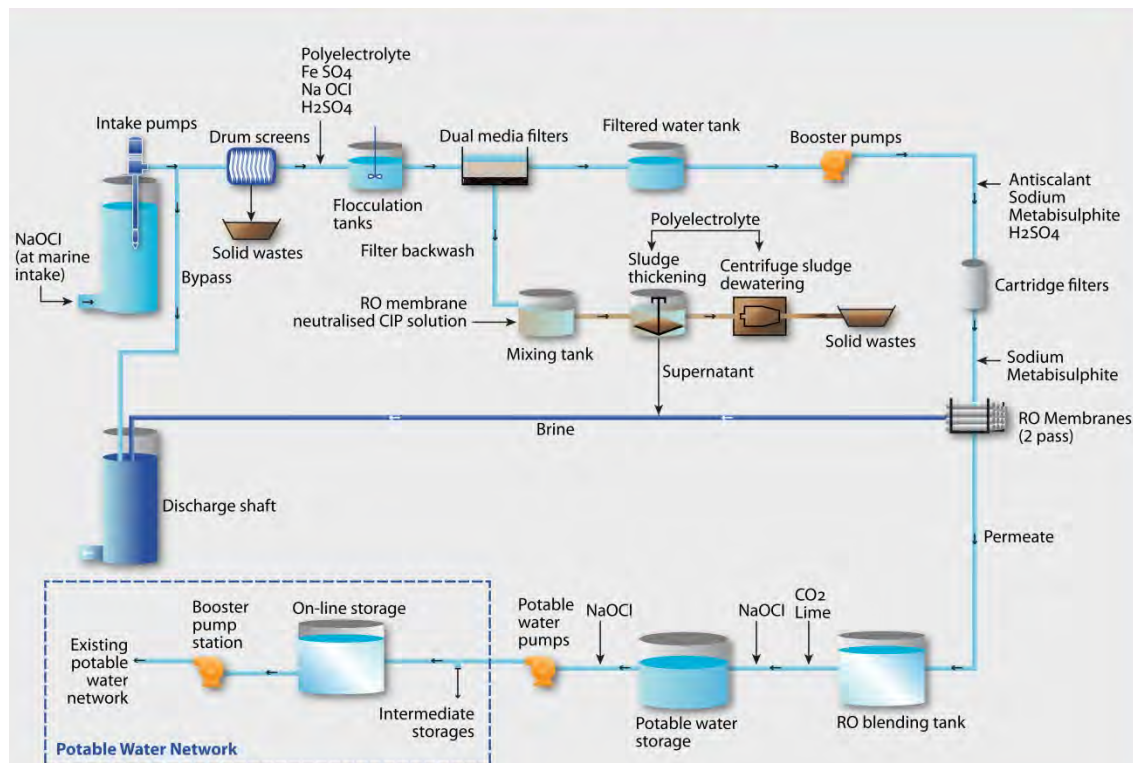 Polyelectrolyte
Fe SO4
Na OCl
H2SO4
Intake pumps
Drum screens
Dual media filters
Filtered water tank
Booster pumps
Antiscalant
Sodium
Metabisulphite
H2SO4
Flocculation
tanks
NaOCl
(at marine
intake)
Solid wastes
Bypass
Filter backwash
Polyelectrolyte
Sludge
thickening
Centrifuge sludge
dewatering
Cartridge filters
RO membrane
neutralised CIP solution
Mixing tank
Solid wastes
Supernatant
Sodium
Metabisulphite
RO Membranes
(2 pass)
Brine
Discharge shaft
Permeate
CO2
Lime
NaOCl
NaOCl
Potable
water
pumps
On-line storage
Booster
pump
station
Existing
potable
water
network
Intermediate
storages
Potable water
storage
RO blending tank
Potable Water Network